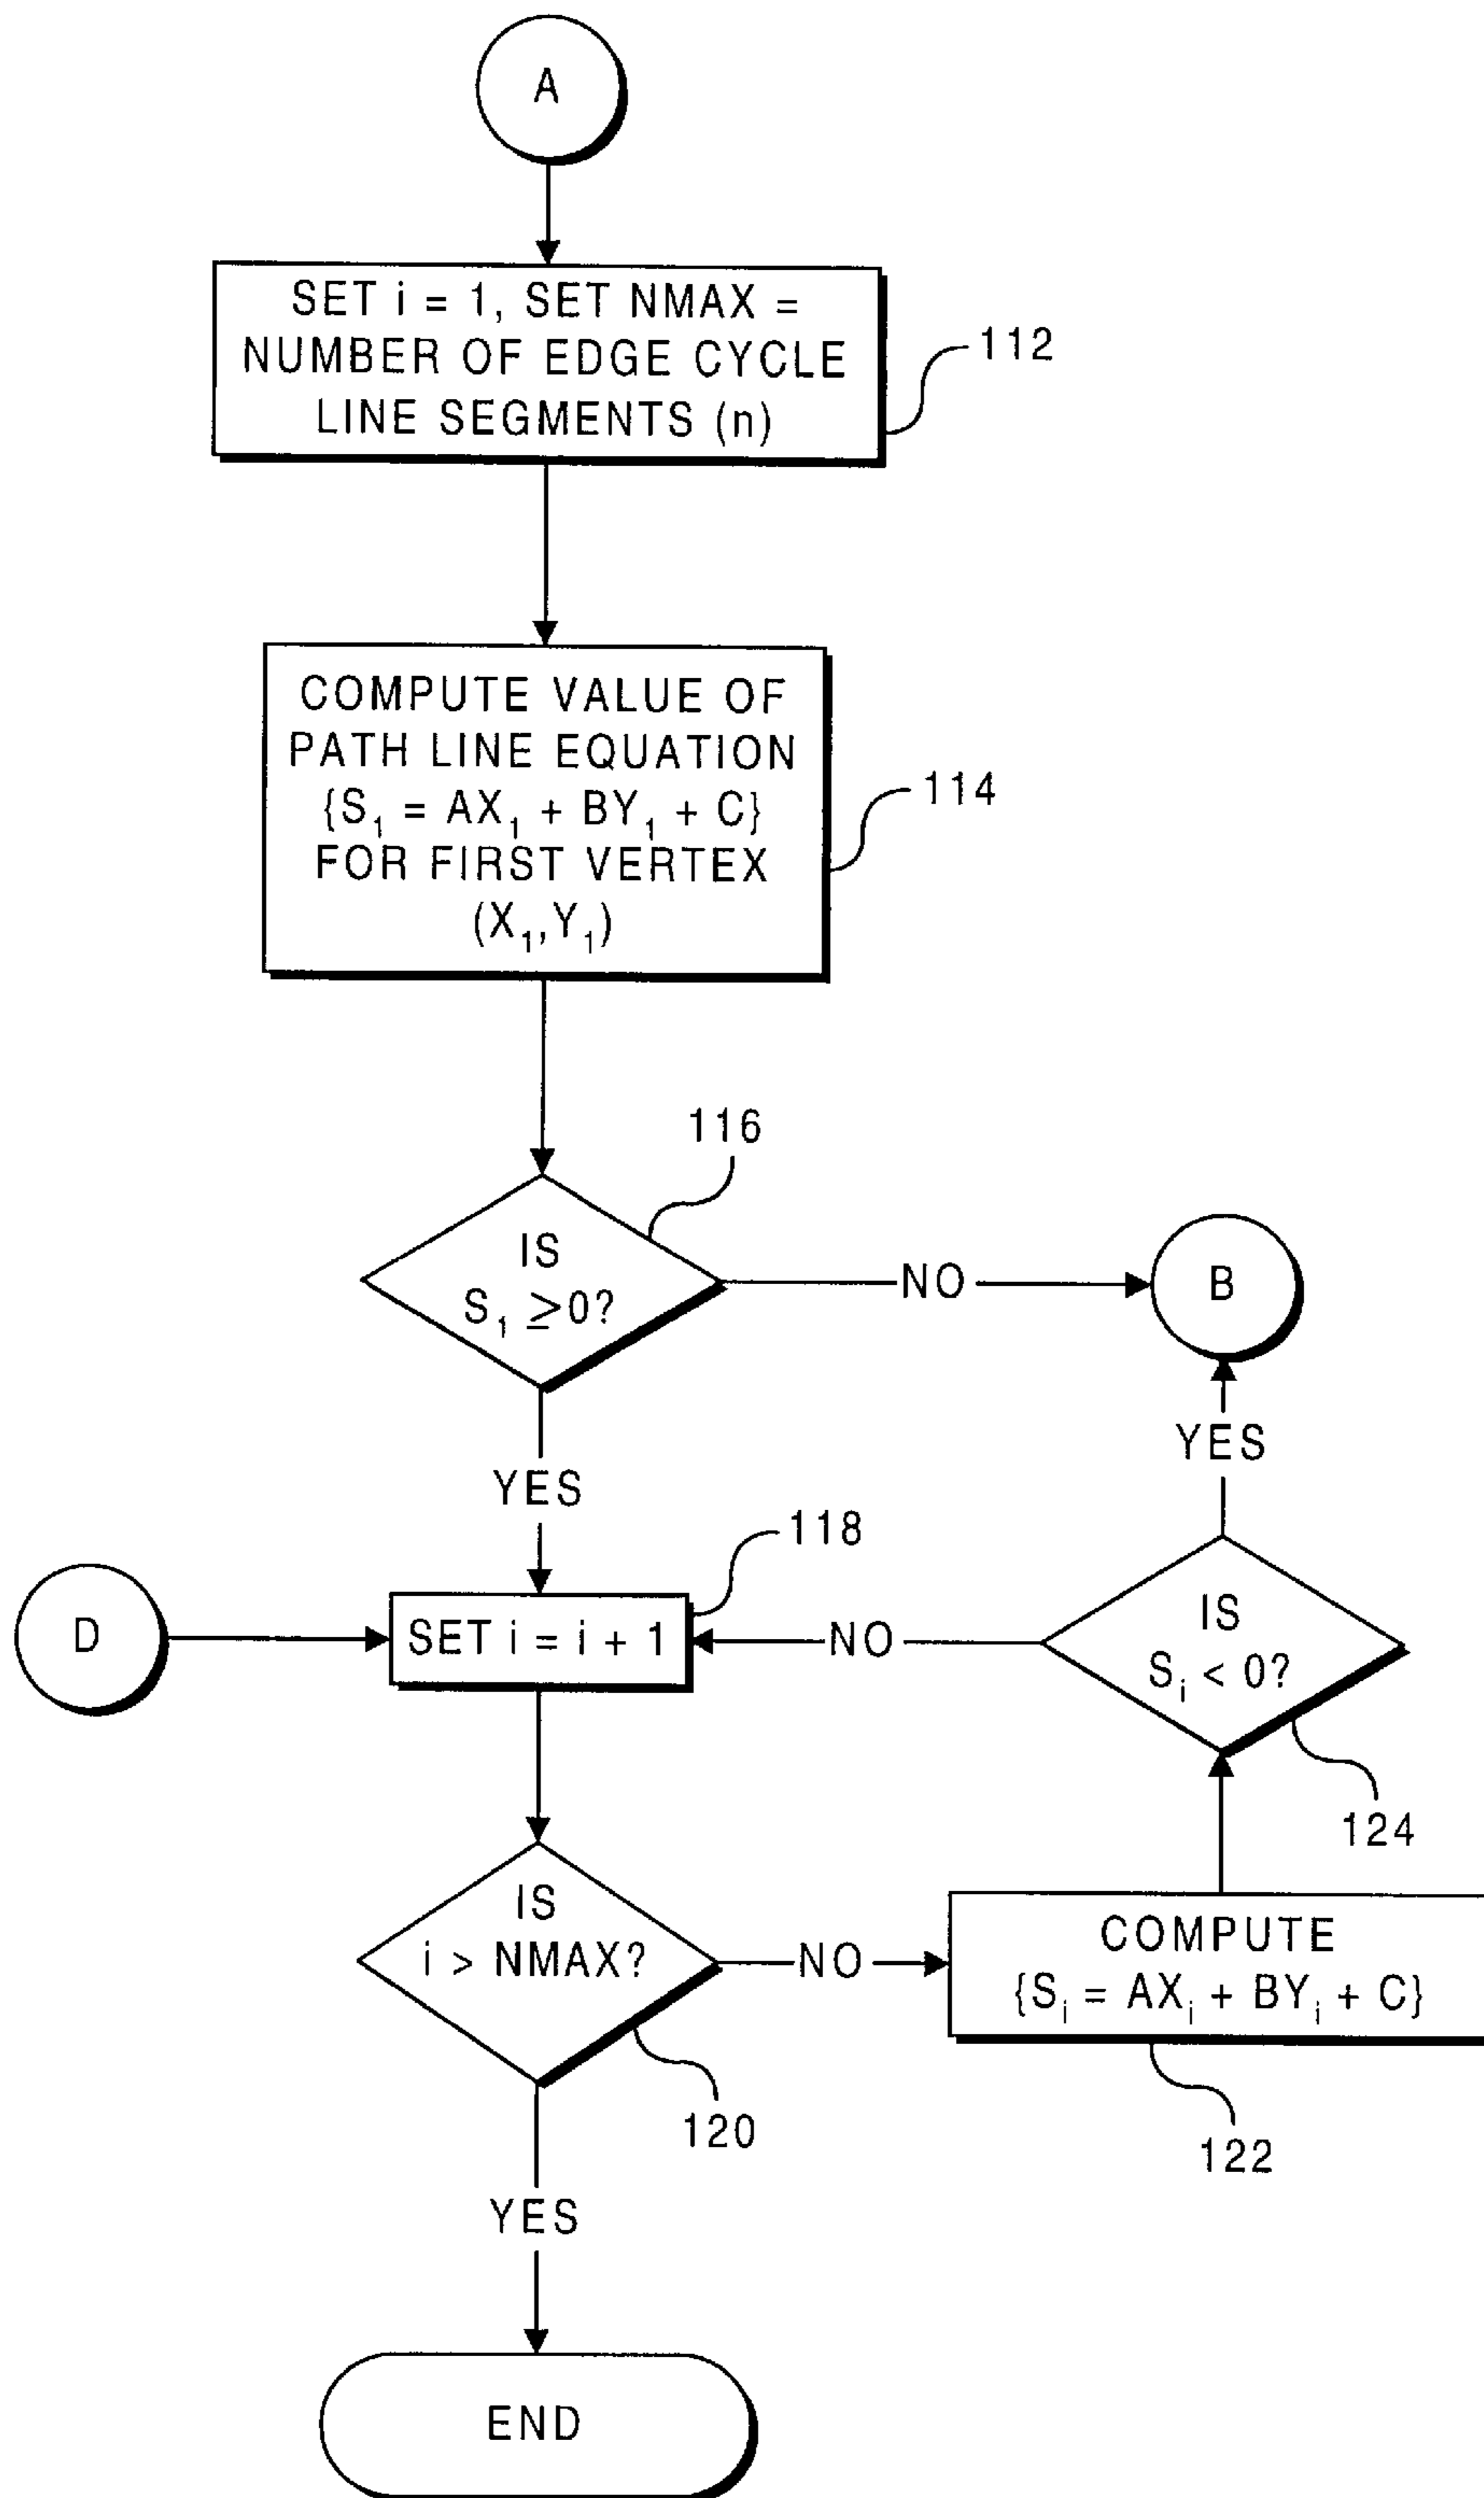 A
SET i = 1, SET NMAX =
NUMBER OF EDGE CYCLE
LINE SEGMENTS (n)
112
COMPUTE VALUE OF
PATH LINE EQUATION
{S₁ = AX₁ + BY₁ + C}
FOR FIRST VERTEX
(X₁,Y₁)
114
116
IS
S₁ ≥0?
NO
B
YES
YES
118
D
SET i = i + 1
NO
IS
Sᵢ < 0?
124
IS
i > NMAX?
NO
COMPUTE
{Sᵢ = AXᵢ + BYᵢ + C}
120
122
YES
END